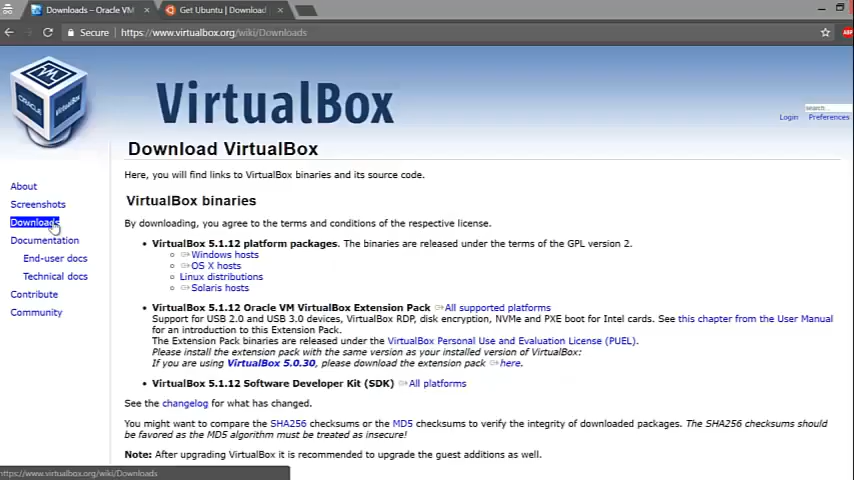 Downloads – Oracle VM
Get Ubuntu | Download
Secure
https://www.virtualbox.org/wiki/Downloads
ABP
VirtualBox
ORACLE
VM
VirtualBox
search...
Login
Preferences
Download VirtualBox
Here, you will find links to VirtualBox binaries and its source code.
About
Screenshots
Downloads
Documentation
End-user docs
Technical docs
Contribute
Community
VirtualBox binaries
By downloading, you agree to the terms and conditions of the respective license.
• VirtualBox 5.1.12 platform packages. The binaries are released under the terms of the GPL version 2.
Windows hosts
OS X hosts
Linux distributions
Solaris hosts
• VirtualBox 5.1.12 Oracle VM VirtualBox Extension Pack All supported platforms
Support for USB 2.0 and USB 3.0 devices, VirtualBox RDP, disk encryption, NVMe and PXE boot for Intel cards. See this chapter from the User Manual
for an introduction to this Extension Pack.
The Extension Pack binaries are released under the VirtualBox Personal Use and Evaluation License (PUEL).
Please install the extension pack with the same version as your installed version of VirtualBox:
If you are using VirtualBox 5.0.30, please download the extension pack here.
• VirtualBox 5.1.12 Software Developer Kit (SDK) All platforms
See the changelog for what has changed.
You might want to compare the SHA256 checksums or the MD5 checksums to verify the integrity of downloaded packages. The SHA256 checksums should
be favored as the MD5 algorithm must be treated as insecure!
Note: After upgrading VirtualBox it is recommended to upgrade the guest additions as well.
https://www.virtualbox.org/wiki/Downloads